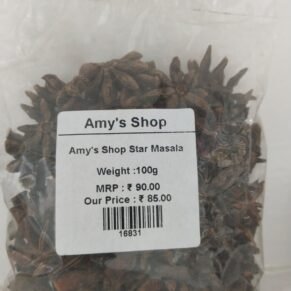 Amy's Shop
Amy's Shop Star Masala
Weight :100g
MRP : ₹ 90.00
Our Price : ₹ 85.00
16831